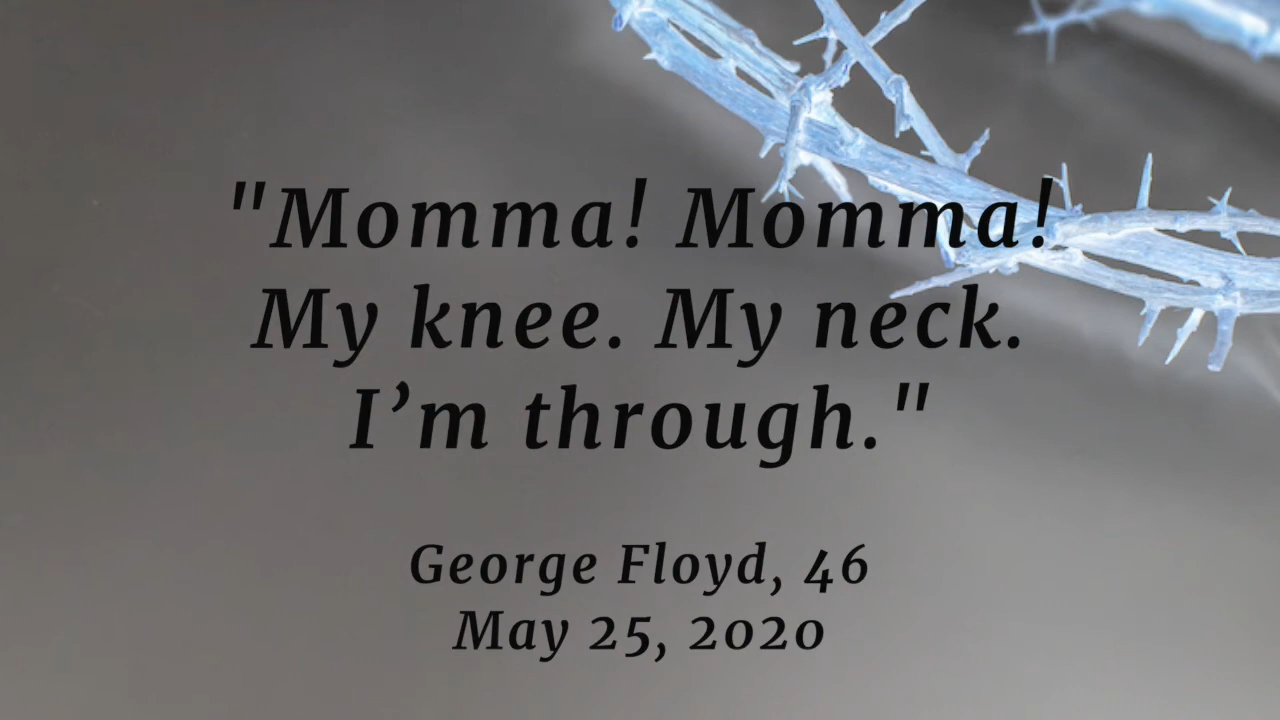 "Momma! Momma!
My knee. My neck.
I’m through."
George Floyd, 46
May 25, 2020